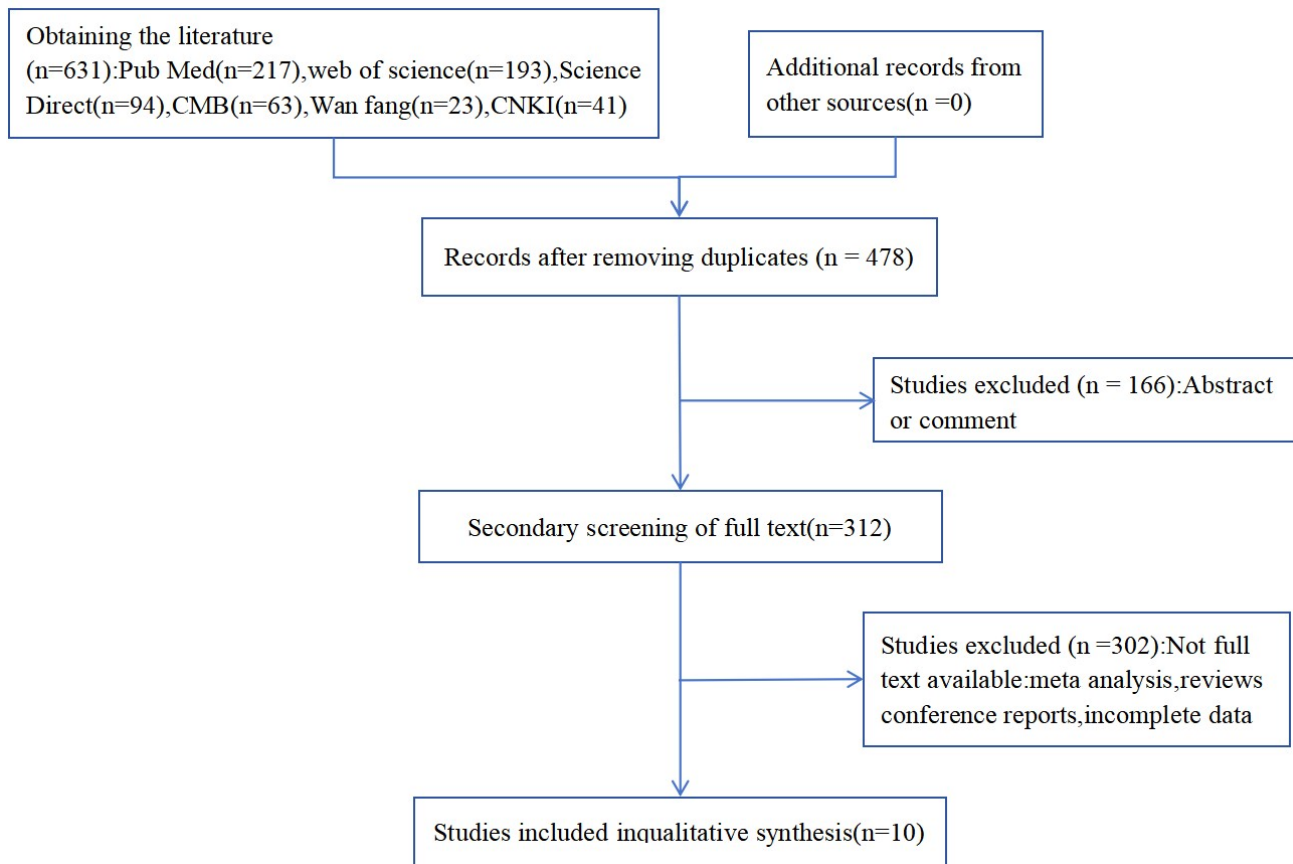 Obtaining the literature
(n=631):Pub Med(n=217),web of science(n=193),Science
Direct(n=94),CMB(n=63),Wan fang(n=23),CNKI(n=41)
Additional records from
other sources(n =0)
Records after removing duplicates (n = 478)
Studies excluded (n = 166):Abstract
or comment
Secondary screening of full text(n=312)
Studies excluded (n =302):Not full
text available:meta analysis,reviews
conference reports,incomplete data
Studies included inqualitative synthesis(n=10)